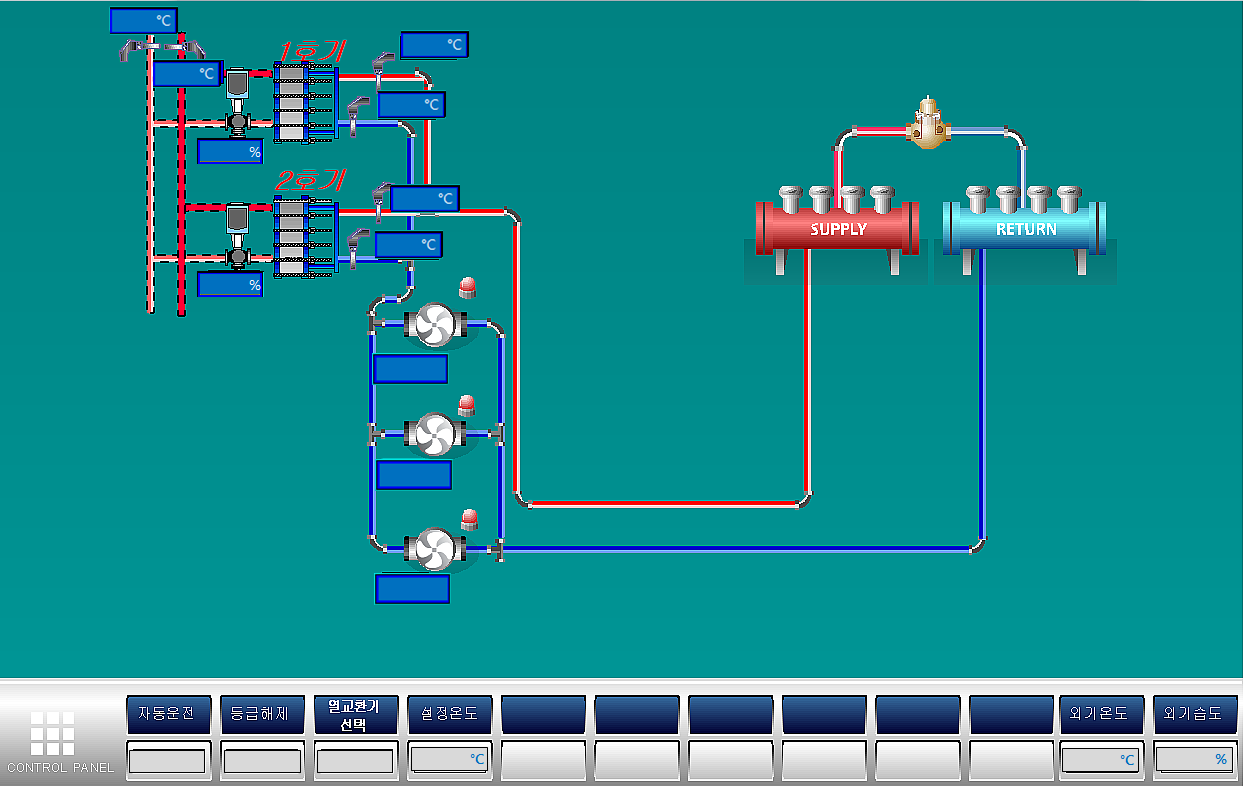 ℃
℃
1호기
℃
℃
%
2호기
℃
℃
%
SUPPLY
RETURN
자동운전
등급해제
열교환기
선택
설정온도
외기온도
외기습도
℃
℃
%
CONTROL PANEL